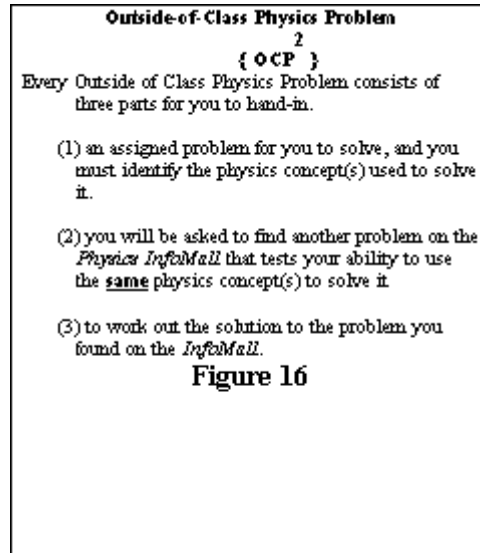 Outside-of-Class Physics Problem
2
{ OCP }
Every Outside of Class Physics Problem consists of
three parts for you to hand-in.
(1) an assigned problem for you to solve, and you
must identify the physics concept(s) used to solve
it.
(2) you will be asked to find another problem on the
Physics InfoMall that tests your ability to use
the same physics concept(s) to solve it
(3) to work out the solution to the problem you
found on the InfoMall.
Figure 16